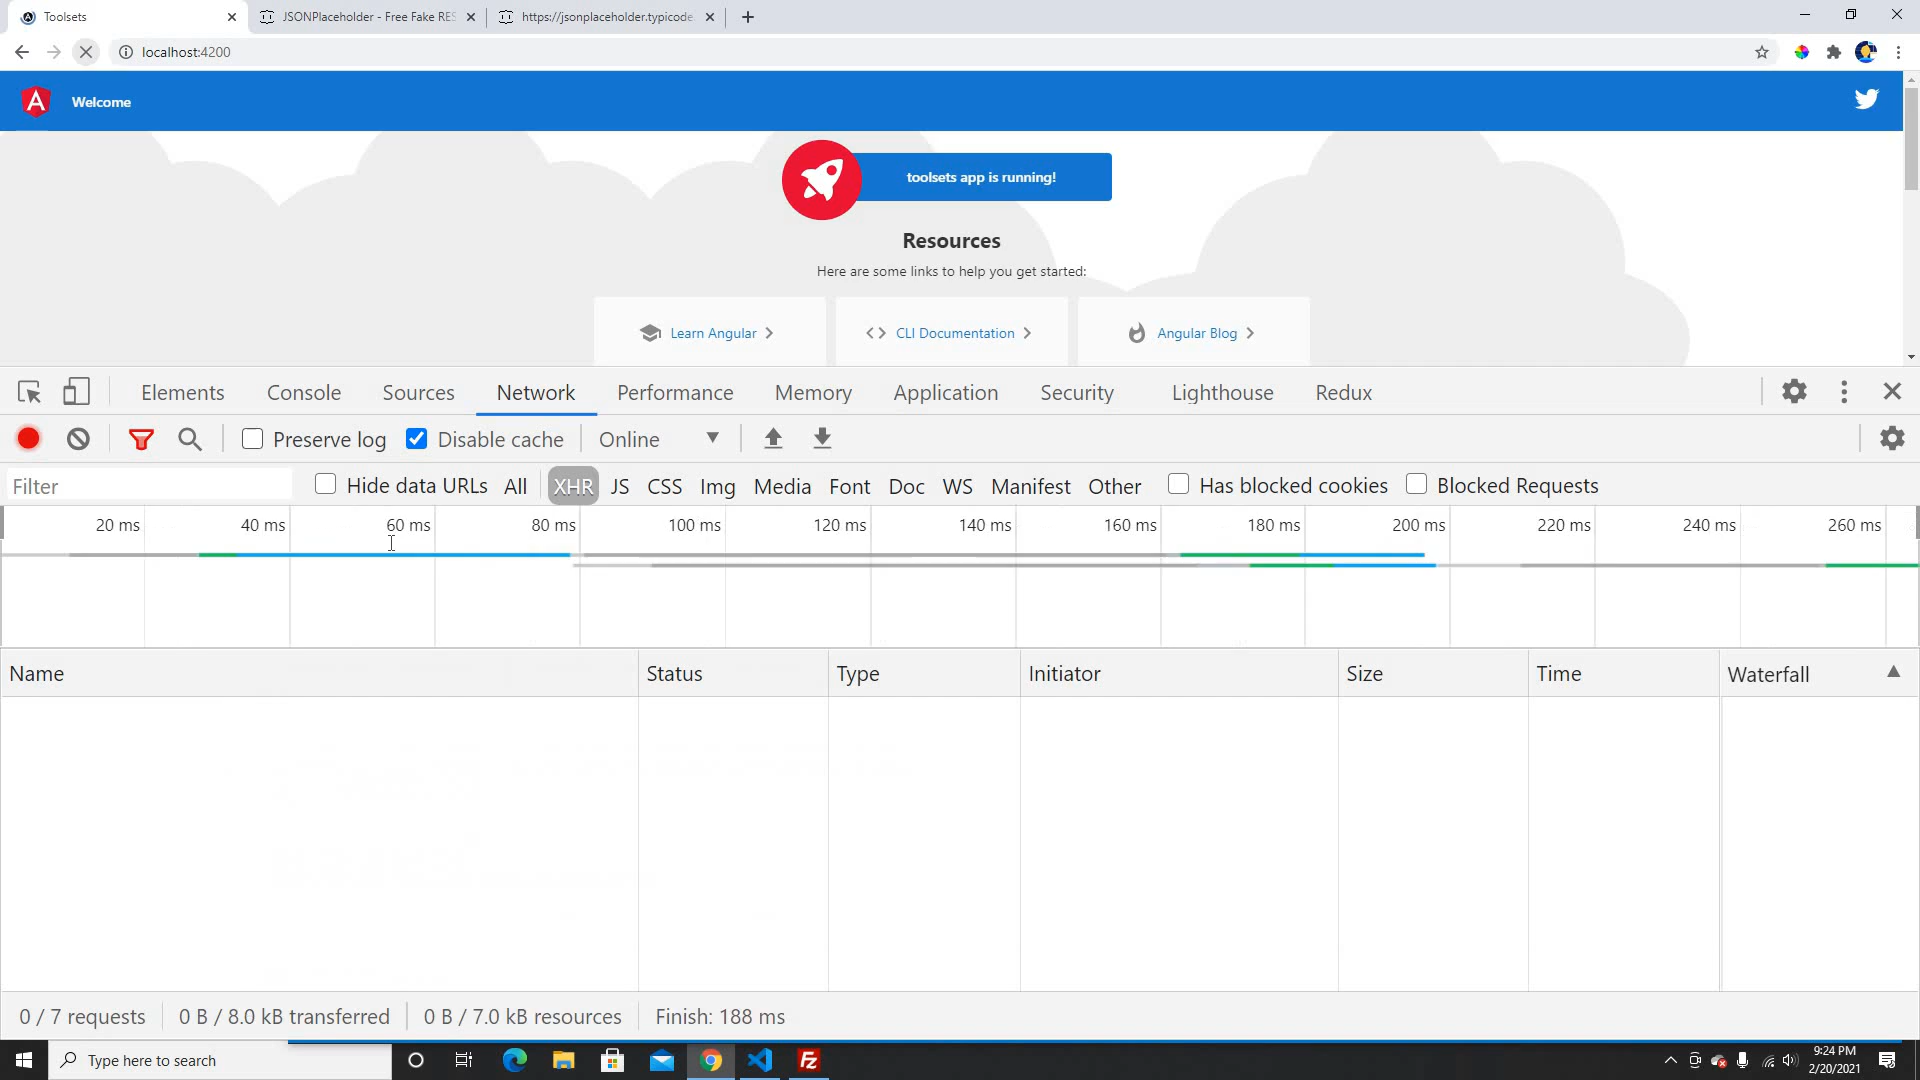 Toolsets
JSONPlaceholder - Free Fake RES
https://jsonplaceholder.typicode
localhost:4200
Welcome
toolsets app is running!
Resources
Here are some links to help you get started:
Learn Angular
CLI Documentation
Angular Blog
Elements Console Sources Network Performance Memory Application Security Lighthouse Redux
Preserve log Disable cache Online
Filter Hide data URLs All XHR JS CSS Img Media Font Doc WS Manifest Other Has blocked cookies Blocked Requests
20 ms 40 ms 60 ms 80 ms 100 ms 120 ms 140 ms 160 ms 180 ms 200 ms 220 ms 240 ms 260 ms
Name Status Type Initiator Size Time Waterfall
0 / 7 requests 0 B / 8.0 kB transferred 0 B / 7.0 kB resources Finish: 188 ms
Type here to search
9:24 PM
2/20/2021